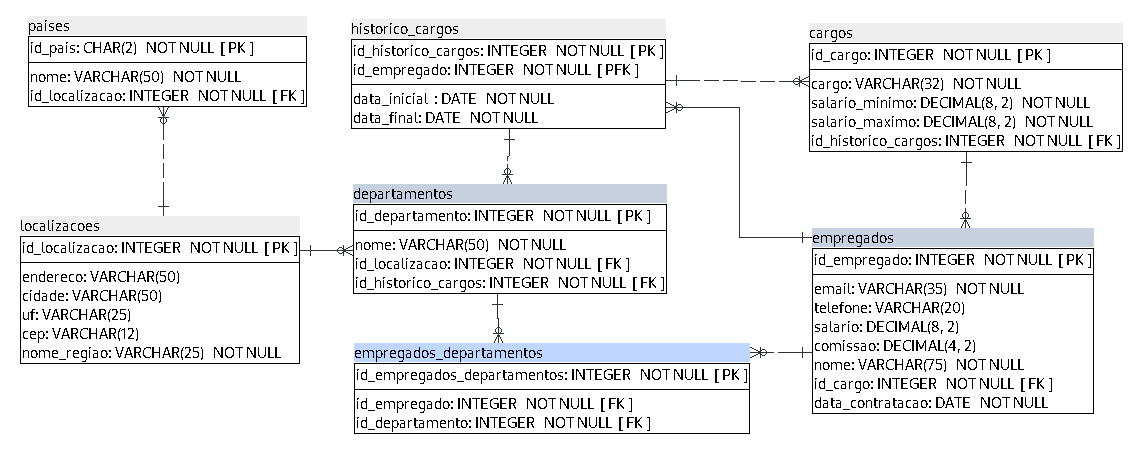 paises
id_pais: CHAR(2) NOT NULL [ PK ]
nome: VARCHAR(50) NOT NULL
id_localizacao: INTEGER NOT NULL [ FK ]
historico_cargos
id_historico_cargos: INTEGER NOT NULL [ PK ]
id_empregado: INTEGER NOT NULL [ PFK ]
data_inicial : DATE NOT NULL
data_final: DATE NOT NULL
cargos
id_cargo: INTEGER NOT NULL [ PK ]
cargo: VARCHAR(32) NOT NULL
salario_minimo: DECIMAL(8, 2) NOT NULL
salario_maximo: DECIMAL(8, 2) NOT NULL
id_historico_cargos: INTEGER NOT NULL [ FK ]
localizacoes
id_localizacao: INTEGER NOT NULL [ PK ]
endereco: VARCHAR(50)
cidade: VARCHAR(50)
uf: VARCHAR(25)
cep: VARCHAR(12)
nome_regiao: VARCHAR(25) NOT NULL
departamentos
id_departamento: INTEGER NOT NULL [ PK ]
nome: VARCHAR(50) NOT NULL
id_localizacao: INTEGER NOT NULL [ FK ]
id_historico_cargos: INTEGER NOT NULL [ FK ]
empregados
id_empregado: INTEGER NOT NULL [ PK ]
email: VARCHAR(35) NOT NULL
telefone: VARCHAR(20)
salario: DECIMAL(8, 2)
comissao: DECIMAL(4, 2)
nome: VARCHAR(75) NOT NULL
id_cargo: INTEGER NOT NULL [ FK ]
data_contratacao: DATE NOT NULL
empregados_departamentos
id_empregados_departamentos: INTEGER NOT NULL [ PK ]
id_empregado: INTEGER NOT NULL [ FK ]
id_departamento: INTEGER NOT NULL [ FK ]